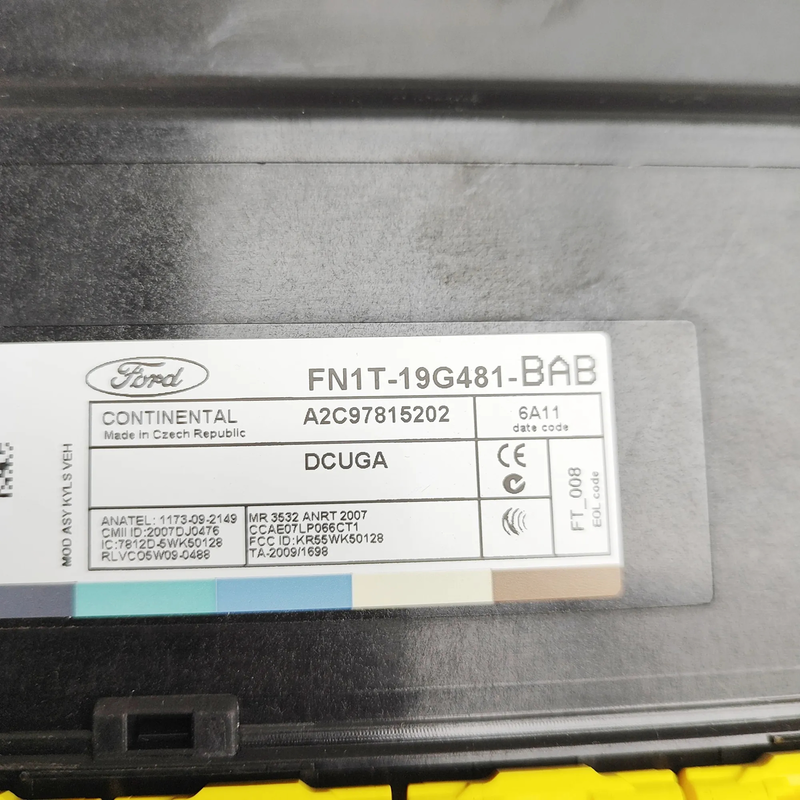 Ford
FN1T-19G481-BAB
CONTINENTAL
Made in Czech Republic
A2C97815202
6A11
date code
DCUGA
CE
FT_008
EOL code
ANATEL: 1173-09-2149
CMII ID:2007DJ0476
IC:7812D-5WK50128
RLVCO5W09-0488
MR 3532 ANRT 2007
CCAE07LP066CT1
FCC ID:KR55WK50128
TA-2009/1698
MOD ASY KYLS VEH